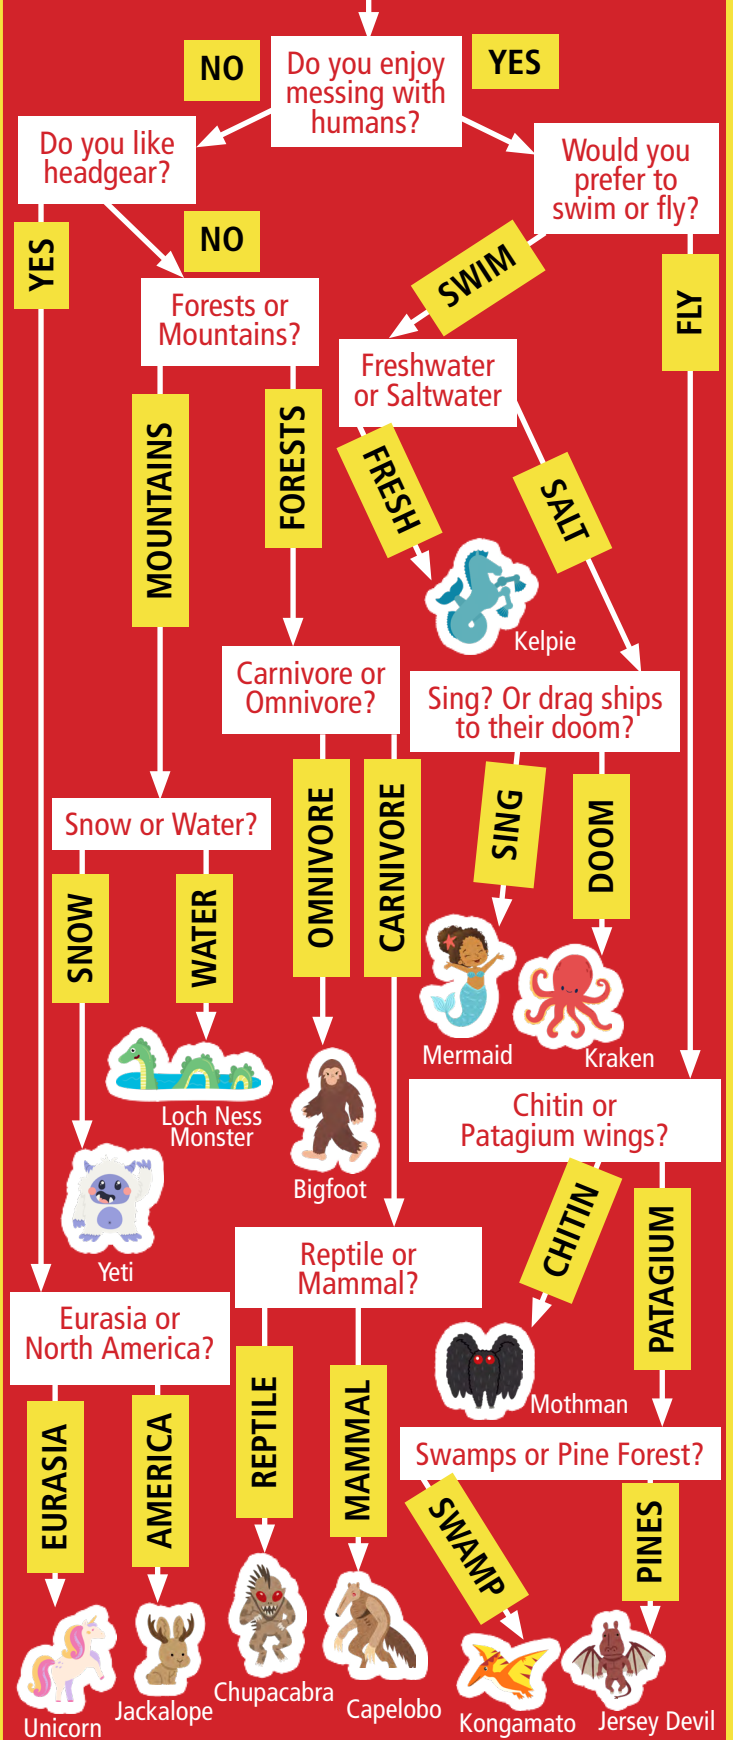 Do you enjoy
messing with
humans?
NO
YES
Do you like
headgear?
Would you
prefer to
swim or fly?
YES
NO
SWIM
FLY
Forests or
Mountains?
Freshwater
or Saltwater
MOUNTAINS
FORESTS
FRESH
SALT
Kelpie
Carnivore or
Omnivore?
Sing? Or drag ships
to their doom?
OMNIVORE
CARNIVORE
SING
DOOM
Snow or Water?
SNOW
WATER
Mermaid
Kraken
Loch Ness
Monster
Chitin or
Patagium wings?
Bigfoot
CHITIN
PATAGIUM
Yeti
Reptile or
Mammal?
Eurasia or
North America?
Mothman
REPTILE
MAMMAL
EURASIA
AMERICA
Swamps or Pine Forest?
SWAMP
PINES
Unicorn
Jackalope
Chupacabra
Capelobo
Kongamato
Jersey Devil